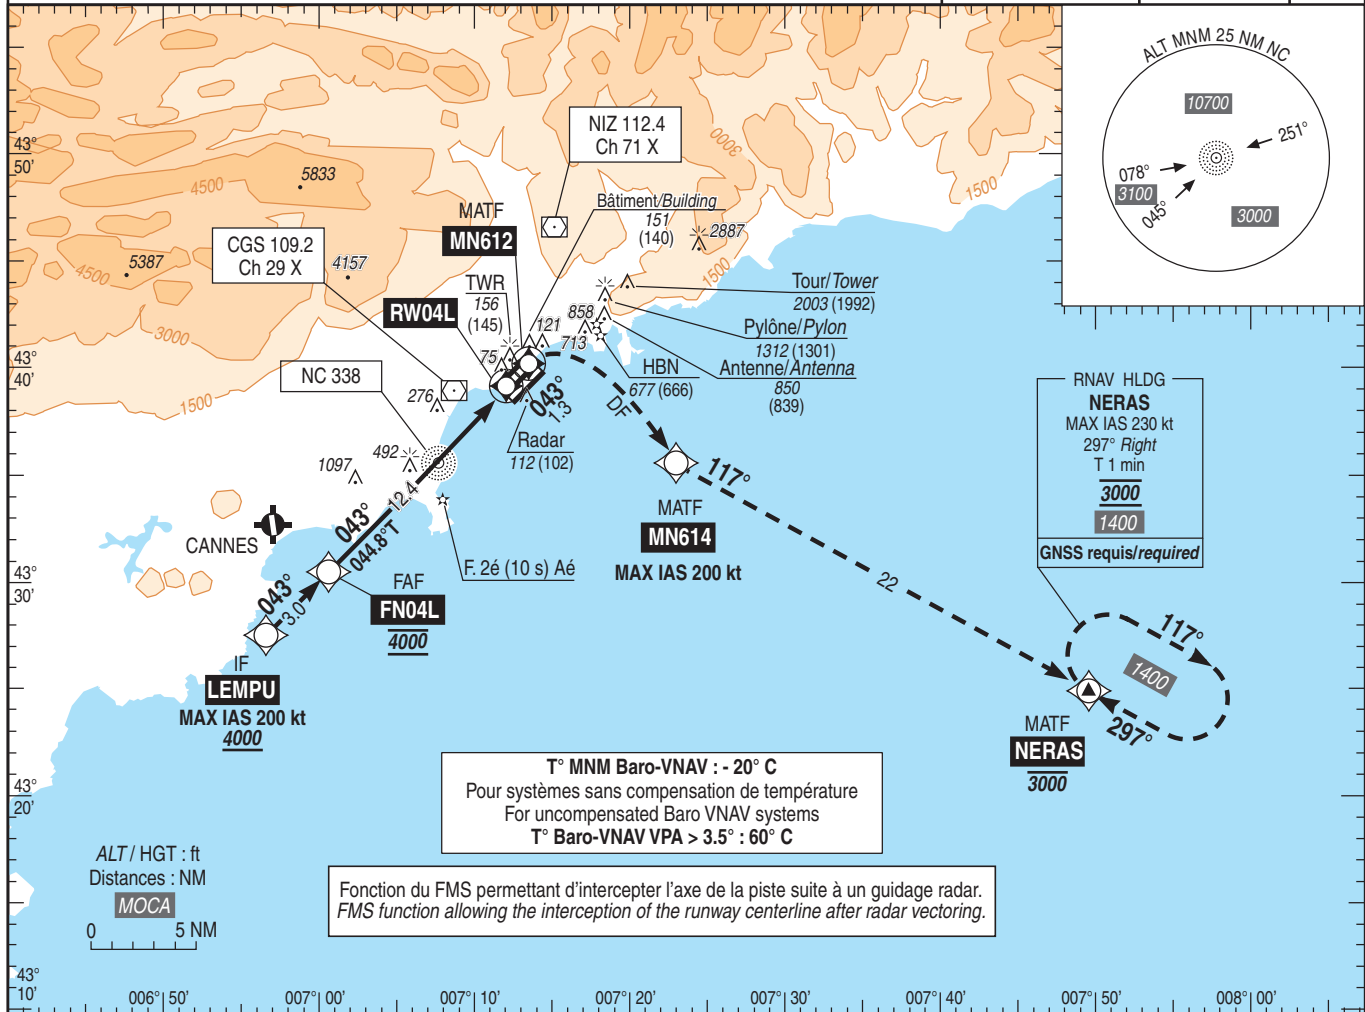 ALT MNM 25 NM NC
10700
251°
078°
3100
045°
3000
NIZ 112.4
Ch 71 X
3000
1500
43°
50'
4500
5833
Bâtiment/Building
151
(140)
MATF
MN612
2887
CGS 109.2
Ch 29 X
4500
5387
4157
1500
TWR
156
(145)
Tour/Tower
2003 (1992)
RW04L
858
121
713
Pylône/Pylon
1312 (1301)
3000
75
43°
40'
HBN
677 (666)
Antenne/Antenna
850
(839)
NC 338
RNAV HLDG
NERAS
MAX IAS 230 kt
297° Right
T 1 min
3000
1400
GNSS requis/required
1500
276
043°
1.3
DF
492
Radar
112 (102)
1097
117°
12.4
043°
044.8°T
MATF
MN614
MAX IAS 200 kt
CANNES
F. 2é (10 s) Aé
43°
30'
043°
3.0
FAF
FN04L
4000
22
117°
1400
297°
IF
LEMPU
MAX IAS 200 kt
4000
MATF
NERAS
3000
T° MNM Baro-VNAV : - 20° C
Pour systèmes sans compensation de température
For uncompensated Baro VNAV systems
T° Baro-VNAV VPA > 3.5° : 60° C
43°
20'
ALT / HGT : ft
Distances : NM
MOCA
0 5 NM
Fonction du FMS permettant d'intercepter l'axe de la piste suite à un guidage radar.
FMS function allowing the interception of the runway centerline after radar vectoring.
43°
10'
006°50' 007°00' 007°10' 007°20' 007°30' 007°40' 007°50' 008°00'